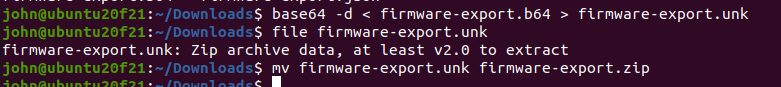 john@ubuntu20f21:~/Downloads$ base64 -d < firmware-export.b64 > firmware-export.unk
john@ubuntu20f21:~/Downloads$ file firmware-export.unk
firmware-export.unk: Zip archive data, at least v2.0 to extract
john@ubuntu20f21:~/Downloads$ mv firmware-export.unk firmware-export.zip
john@ubuntu20f21:~/Downloads$